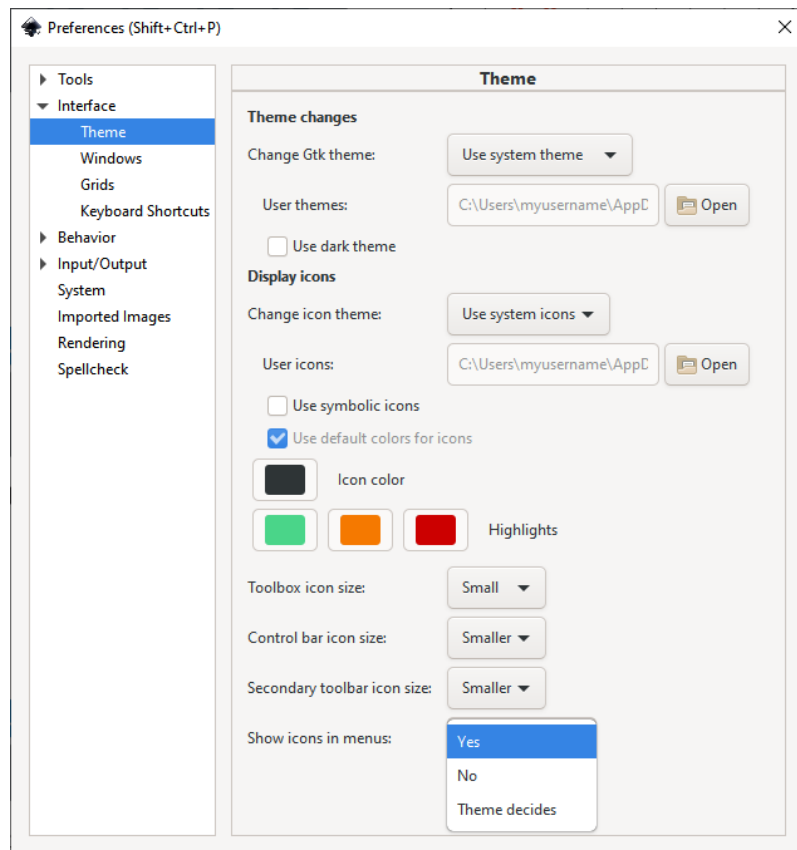 Preferences (Shift+Ctrl+P)
Tools
Interface
Theme
Windows
Grids
Keyboard Shortcuts
Behavior
Input/Output
System
Imported Images
Rendering
Spellcheck
Theme
Theme changes
Change Gtk theme: Use system theme
User themes: C:\Users\myusername\AppD Open
Use dark theme
Display icons
Change icon theme: Use system icons
User icons: C:\Users\myusername\AppD Open
Use symbolic icons
Use default colors for icons
Icon color
Highlights
Toolbox icon size: Small
Control bar icon size: Smaller
Secondary toolbar icon size: Smaller
Show icons in menus: Yes
No
Theme decides